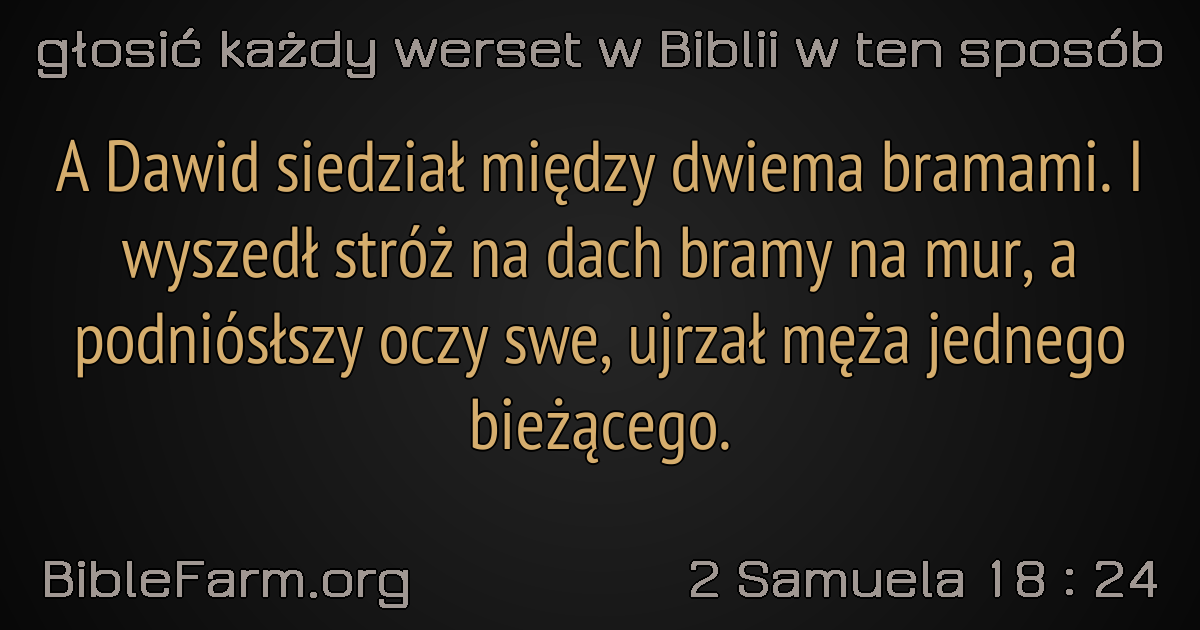 głosić każdy werset w Biblii w ten sposób
A Dawid siedział między dwiema bramami. I
wyszedł stróż na dach bramy na mur, a
podniósłszy oczy swe, ujrzał męża jednego
bieżącego.
BibleFarm.org
2 Samuela 18 : 24